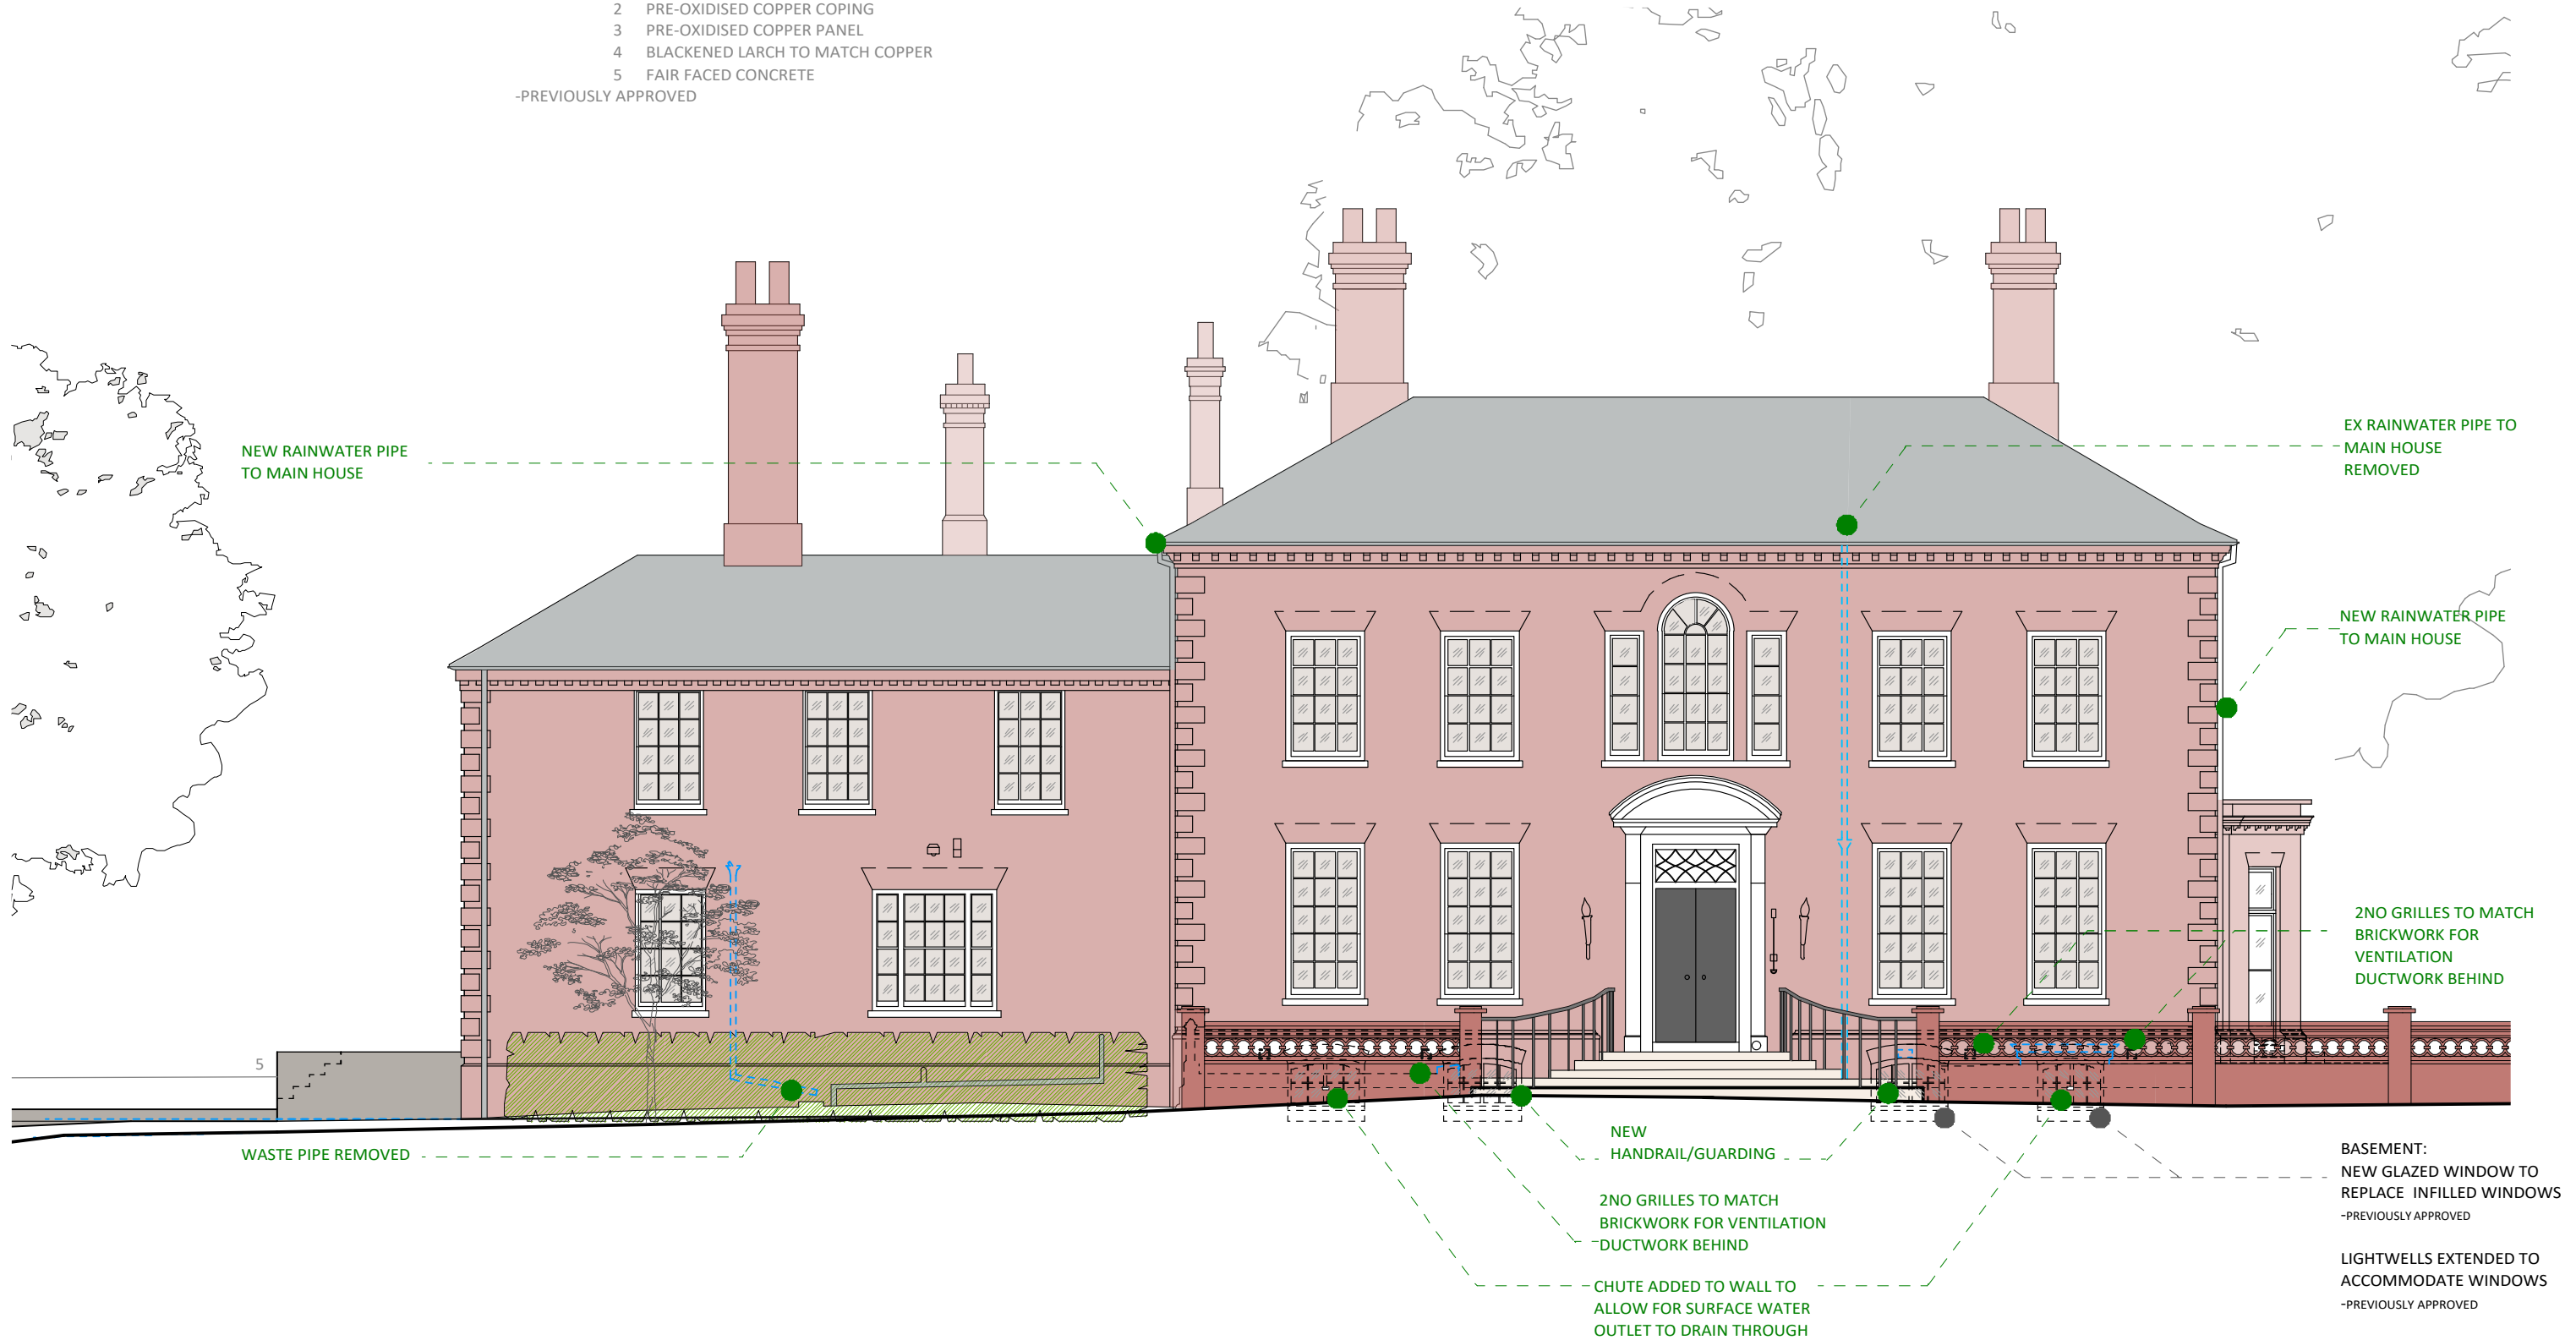 2 PRE-OXIDISED COPPER COPING
3 PRE-OXIDISED COPPER PANEL
4 BLACKENED LARCH TO MATCH COPPER
5 FAIR FACED CONCRETE
-PREVIOUSLY APPROVED
NEW RAINWATER PIPE
TO MAIN HOUSE
EX RAINWATER PIPE TO
MAIN HOUSE
REMOVED
NEW RAINWATER PIPE
TO MAIN HOUSE
2NO GRILLES TO MATCH
BRICKWORK FOR
VENTILATION
DUCTWORK BEHIND
5
WASTE PIPE REMOVED
NEW
HANDRAIL/GUARDING
2NO GRILLES TO MATCH
BRICKWORK FOR VENTILATION
DUCTWORK BEHIND
CHUTE ADDED TO WALL TO
ALLOW FOR SURFACE WATER
OUTLET TO DRAIN THROUGH
BASEMENT:
NEW GLAZED WINDOW TO
REPLACE INFILLED WINDOWS
-PREVIOUSLY APPROVED
LIGHTWELLS EXTENDED TO
ACCOMMODATE WINDOWS
-PREVIOUSLY APPROVED